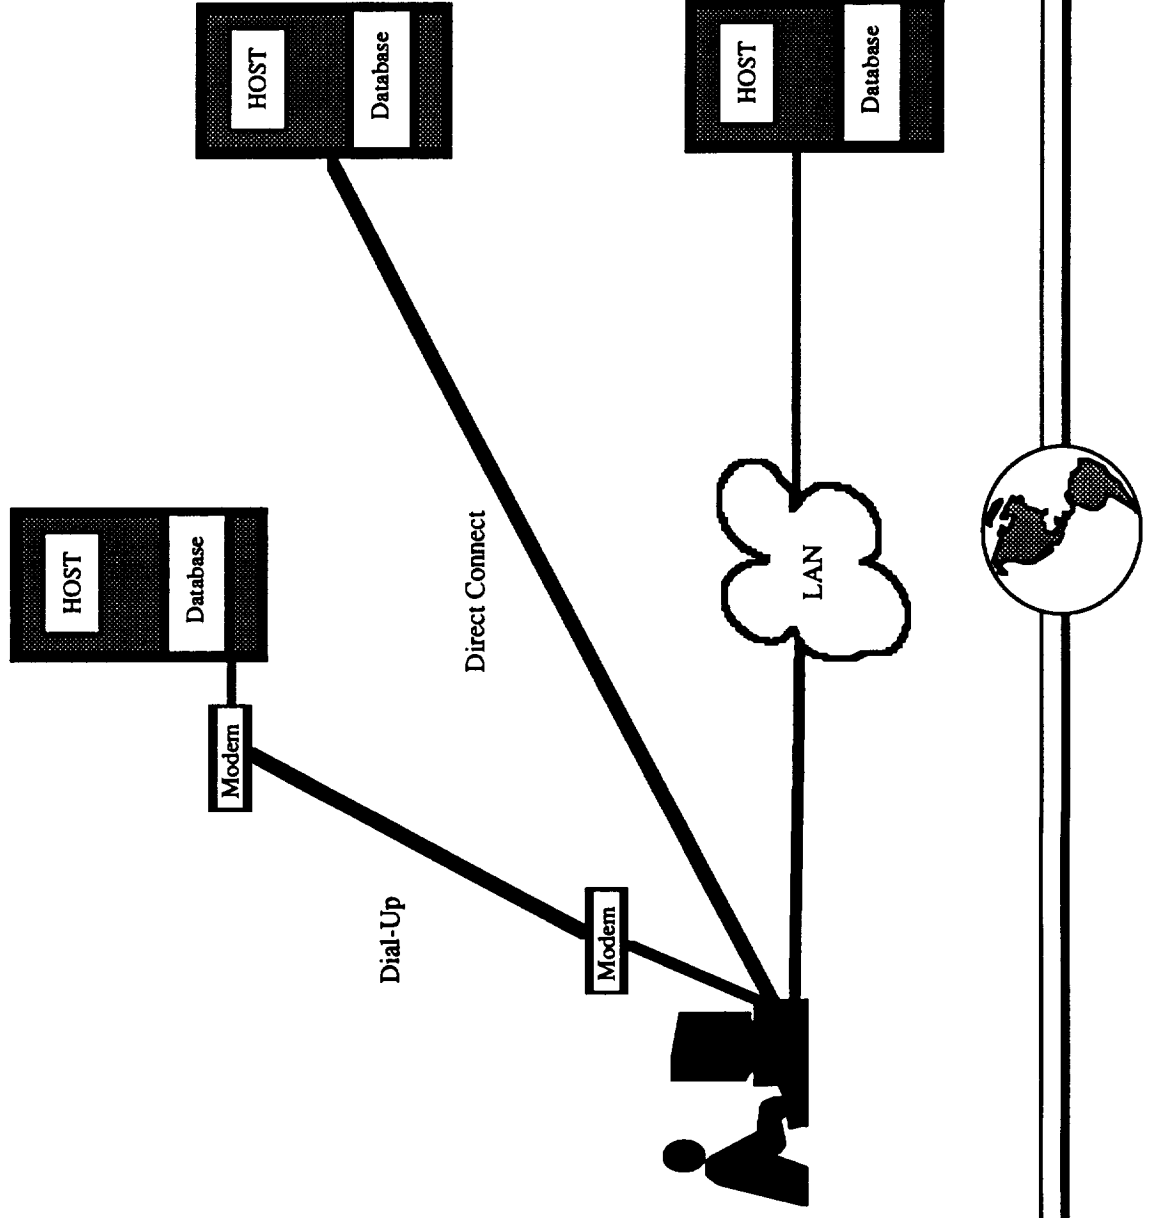 HOST
Database
Modem
Dial-Up
Modem
HOST
Database
Direct Connect
HOST
Database
LAN